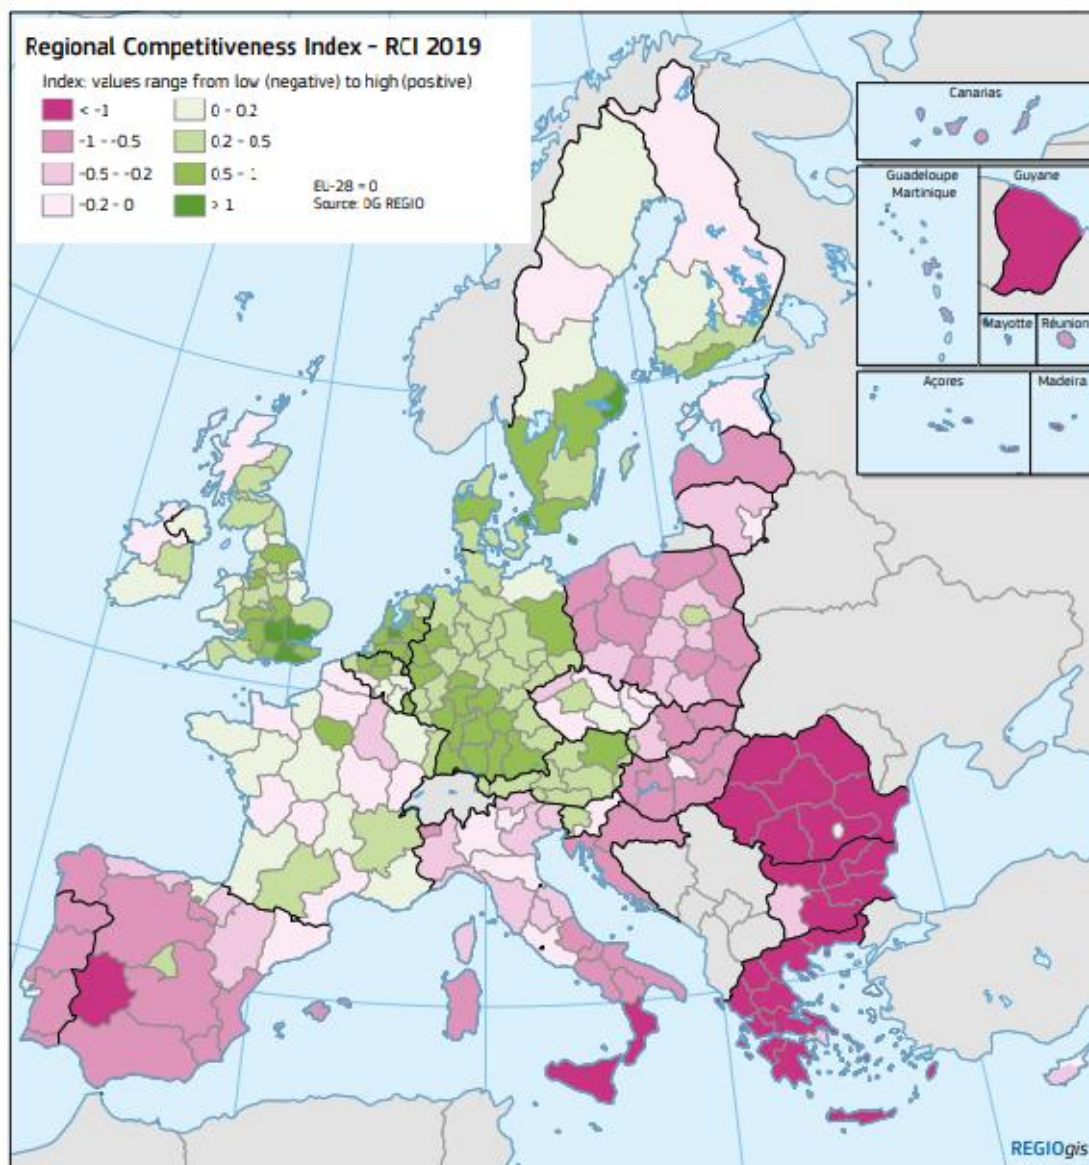 Regional Competitiveness Index – RCI 2019
Index: values range from low (negative) to high (positive)
< -1
-1 - -0.5
-0.5 - -0.2
-0.2 - 0
0 - 0.2
0.2 - 0.5
0.5 - 1
> 1
EU-28 = 0
Source: DG REGIO
Canarias
Guadeloupe
Martinique
Guyane
Mayotte
Réunion
Açores
Madeira
REGIOgis